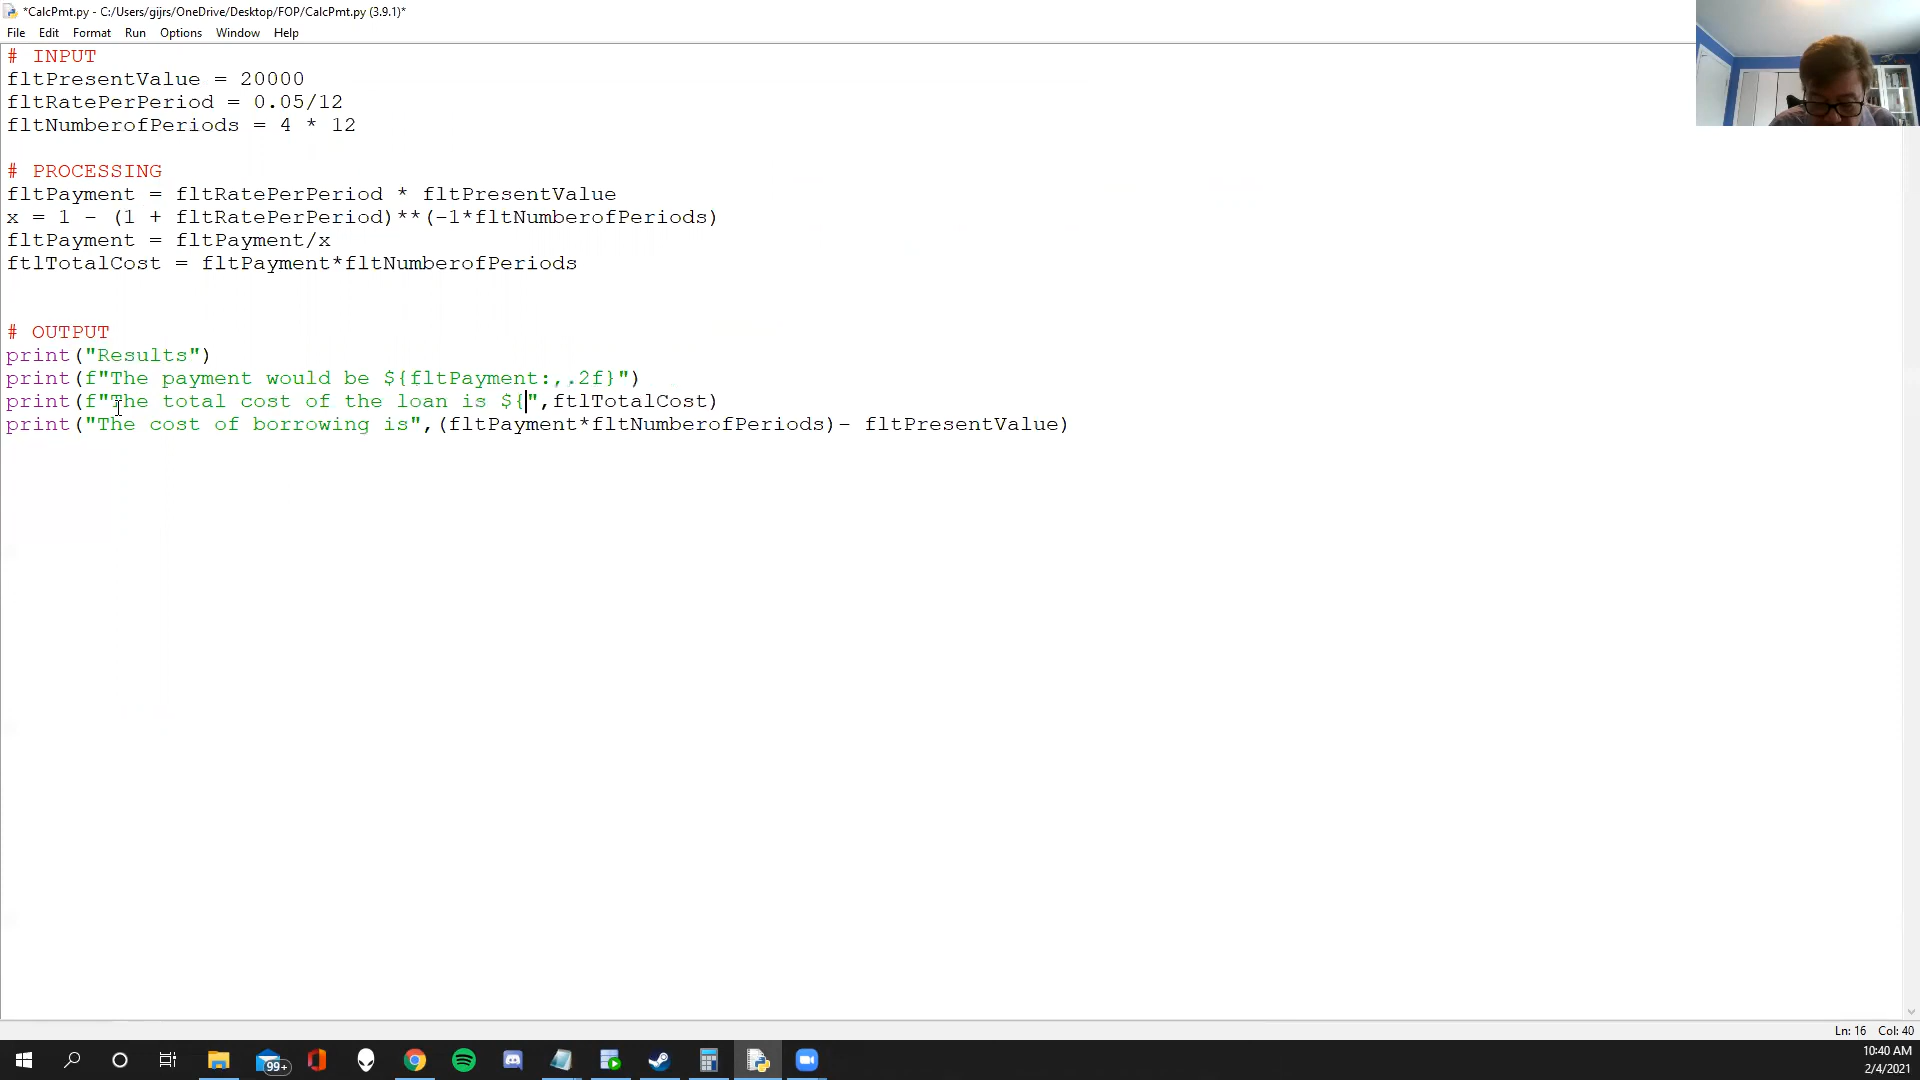 *CalcPmt.py - C:/Users/gijrs/OneDrive/Desktop/FOP/CalcPmt.py (3.9.1)*
File Edit Format Run Options Window Help
# INPUT
fltPresentValue = 20000
fltRatePerPeriod = 0.05/12
fltNumberofPeriods = 4 * 12
# PROCESSING
fltPayment = fltRatePerPeriod * fltPresentValue
x = 1 - (1 + fltRatePerPeriod)**(-1*fltNumberofPeriods)
fltPayment = fltPayment/x
ftlTotalCost = fltPayment*fltNumberofPeriods
# OUTPUT
print("Results")
print(f"The payment would be ${fltPayment:,.2f}")
print(f"The total cost of the loan is ${",ftlTotalCost)
print("The cost of borrowing is",(fltPayment*fltNumberofPeriods)- fltPresentValue)
Ln: 16 Col: 40
99+
10:40 AM
2/4/2021